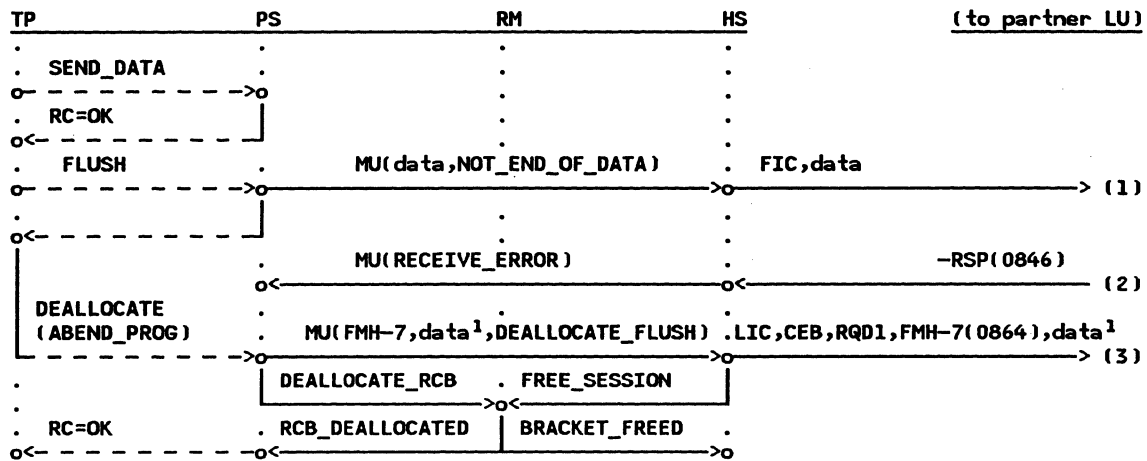 TP PS RM HS (to partner LU)
SEND_DATA
RC=OK
FLUSH MU(data,NOT_END_OF_DATA) FIC,data
(1)
MU(RECEIVE_ERROR) -RSP(0846)
(2)
DEALLOCATE
(ABEND_PROG) MU(FMH-7,data¹,DEALLOCATE_FLUSH) LIC,CEB,RQD1,FMH-7(0864),data¹
(3)
DEALLOCATE_RCB FREE_SESSION
RC=OK RCB_DEALLOCATED BRACKET_FREED